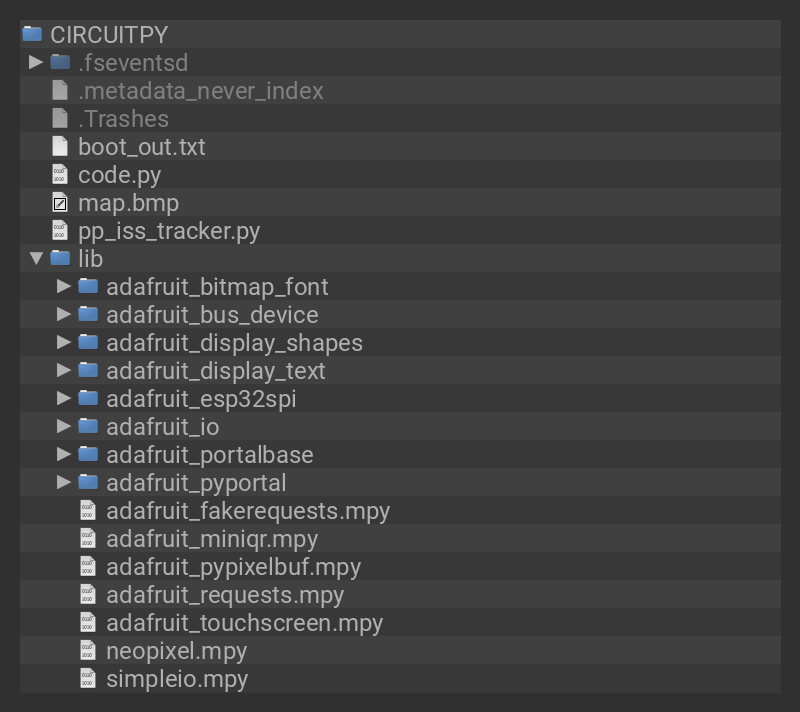 CIRCUITPY
.fseventsd
.metadata_never_index
.Trashes
boot_out.txt
code.py
map.bmp
pp_iss_tracker.py
lib
adafruit_bitmap_font
adafruit_bus_device
adafruit_display_shapes
adafruit_display_text
adafruit_esp32spi
adafruit_io
adafruit_portalbase
adafruit_pyportal
adafruit_fakerequests.mpy
adafruit_miniqr.mpy
adafruit_pypixelbuf.mpy
adafruit_requests.mpy
adafruit_touchscreen.mpy
neopixel.mpy
simpleio.mpy